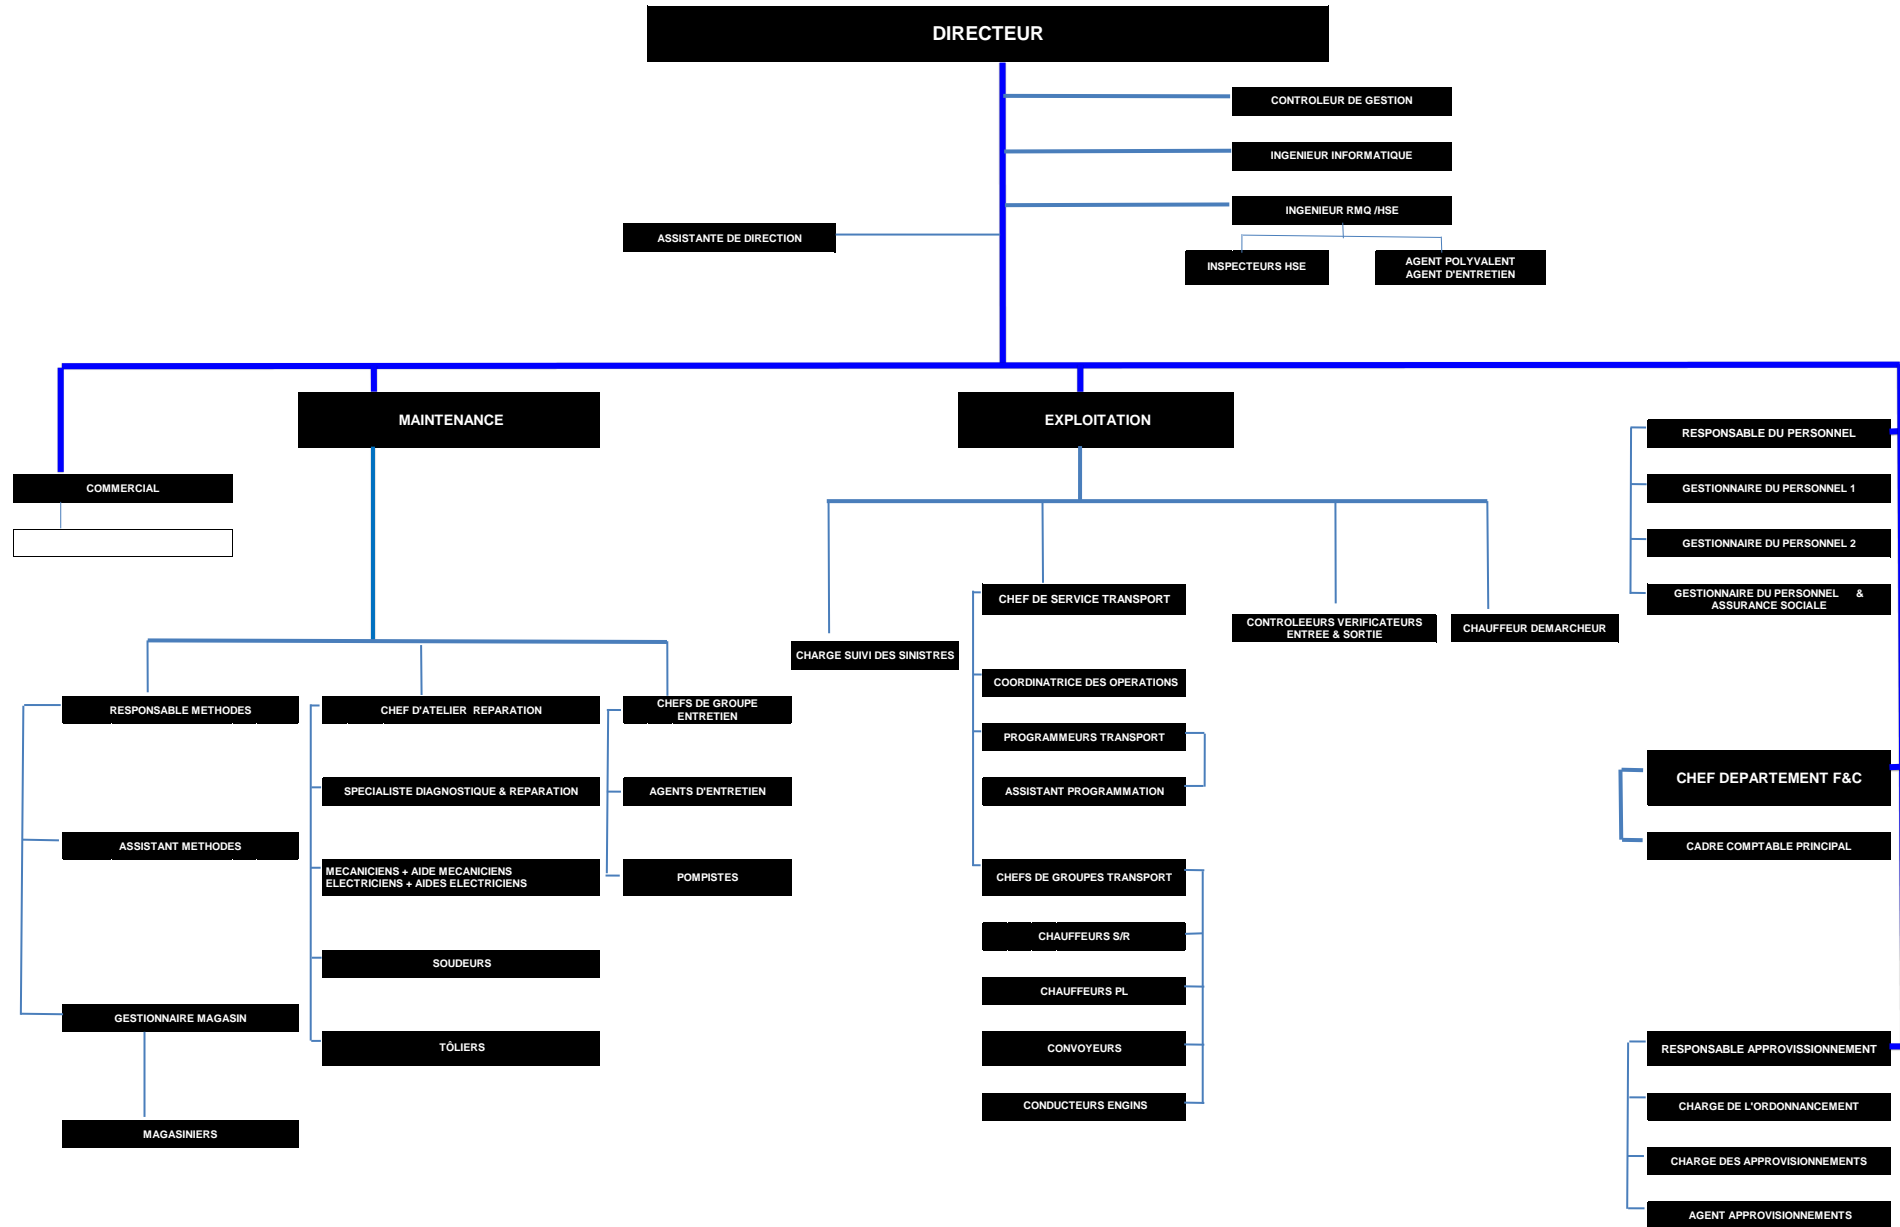 DIRECTEUR
CONTROLEUR DE GESTION
INGENIEUR INFORMATIQUE
INGENIEUR RMQ /HSE
ASSISTANTE DE DIRECTION
INSPECTEURS HSE
AGENT POLYVALENT
AGENT D'ENTRETIEN
MAINTENANCE
EXPLOITATION
COMMERCIAL
RESPONSABLE DU PERSONNEL
GESTIONNAIRE DU PERSONNEL 1
GESTIONNAIRE DU PERSONNEL 2
GESTIONNAIRE DU PERSONNEL &
ASSURANCE SOCIALE
CHEF DE SERVICE TRANSPORT
CONTROLEEURS VERIFICATEURS
ENTREE & SORTIE
CHAUFFEUR DEMARCHEUR
CHARGE SUIVI DES SINISTRES
COORDINATRICE DES OPERATIONS
PROGRAMMEURS TRANSPORT
ASSISTANT PROGRAMMATION
CHEFS DE GROUPES TRANSPORT
CHAUFFEURS S/R
CHAUFFEURS PL
CONVOYEURS
CONDUCTEURS ENGINS
RESPONSABLE METHODES
ASSISTANT METHODES
GESTIONNAIRE MAGASIN
MAGASINIERS
CHEF D'ATELIER REPARATION
SPECIALISTE DIAGNOSTIQUE & REPARATION
MECANICIENS + AIDE MECANICIENS
ELECTRICIENS + AIDES ELECTRICIENS
SOUDEURS
TÔLIERS
CHEFS DE GROUPE
ENTRETIEN
AGENTS D'ENTRETIEN
POMPISTES
CHEF DEPARTEMENT F&C
CADRE COMPTABLE PRINCIPAL
RESPONSABLE APPROVISSIONNEMENT
CHARGE DE L'ORDONNANCEMENT
CHARGE DES APPROVISIONNEMENTS
AGENT APPROVISIONNEMENTS